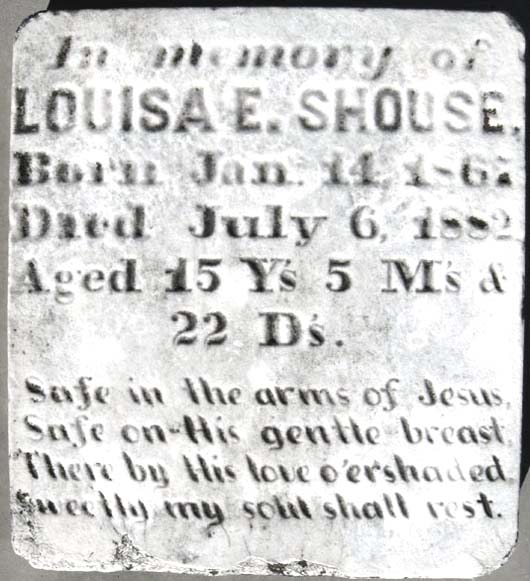 In memory of
LOUISA E. SHOUSE.
Born Jan. 14, 1867
Died July 6, 1882
Aged 15 Y's 5 M's &
22 D's.
Safe in the arms of Jesus,
Safe on His gentle breast
There by His love o'ershaded
Sweetly my soul shall rest.